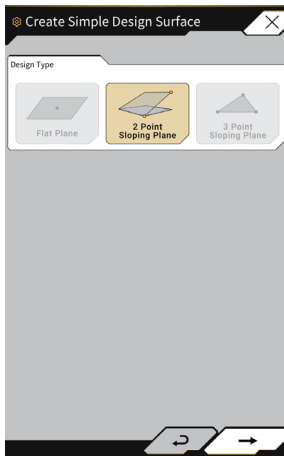 Create Simple Design Surface
Design Type
Flat Plane
2 Point
Sloping Plane
3 Point
Sloping Plane